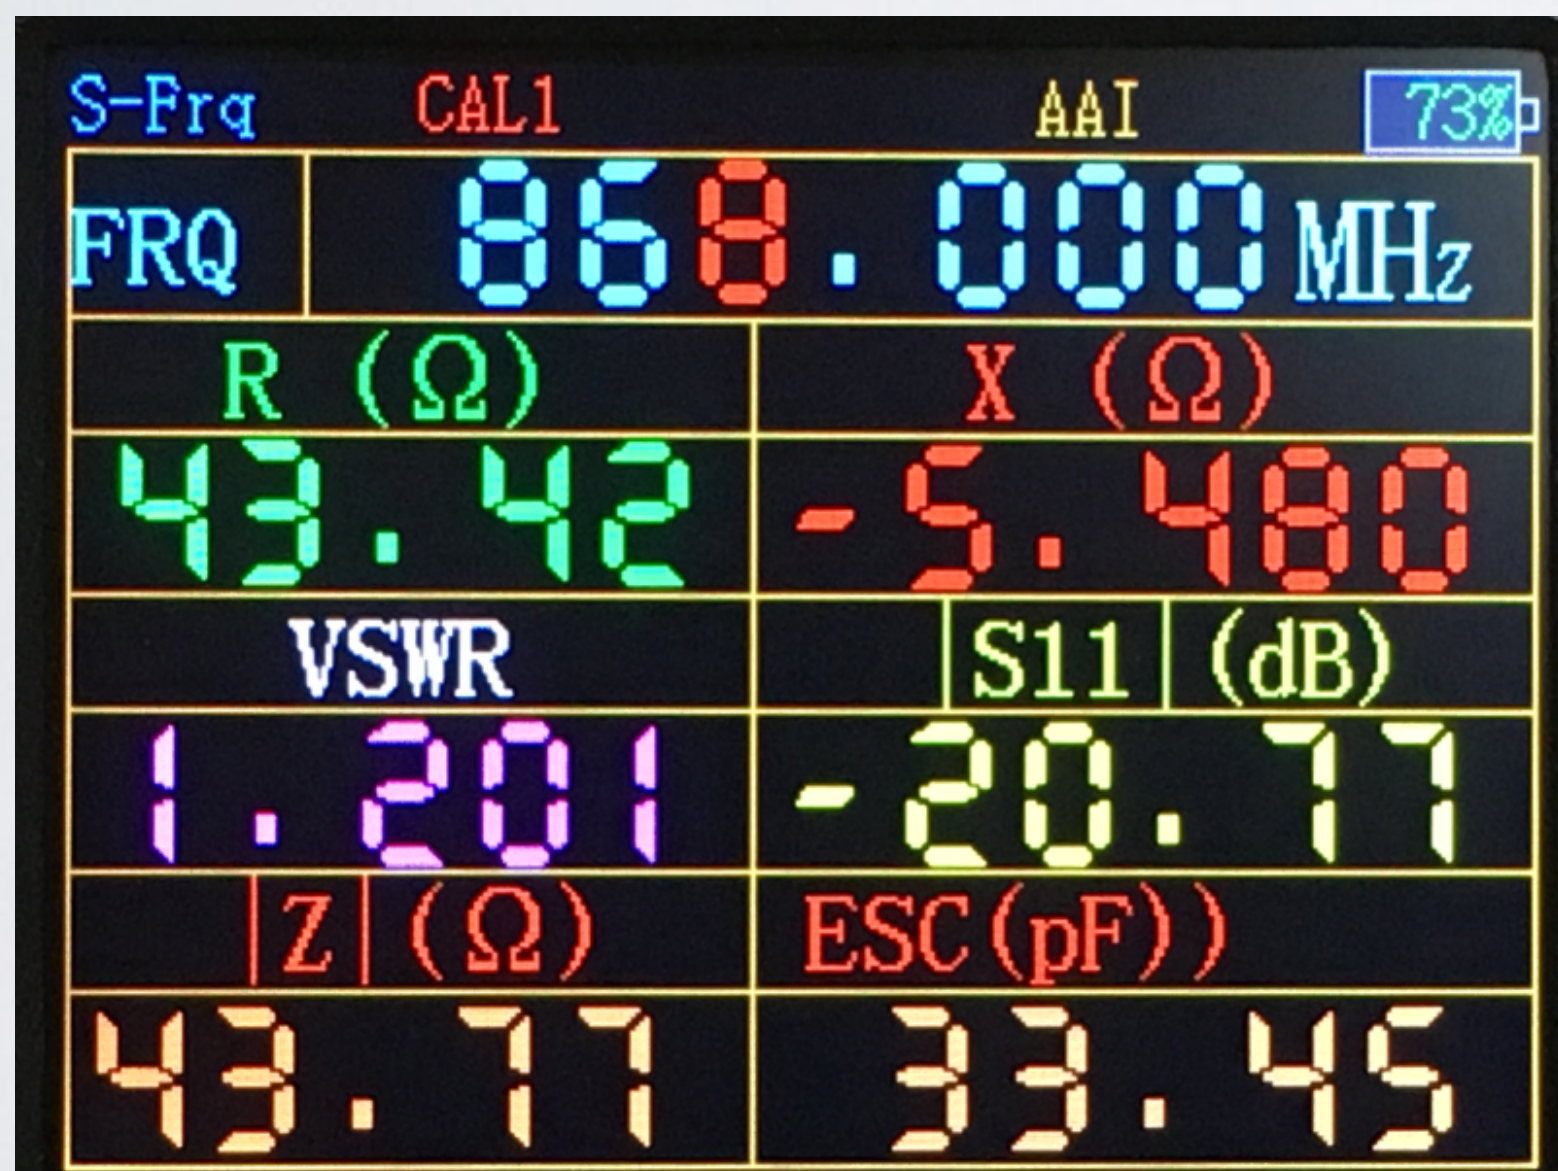 S-Frq CAL1 AAI 73%
FRQ 868.000 MHz
R (Ω) X (Ω)
43.42 -5.480
VSWR |S11| (dB)
1.201 -20.77
|Z| (Ω) ESC(pF))
43.77 33.45